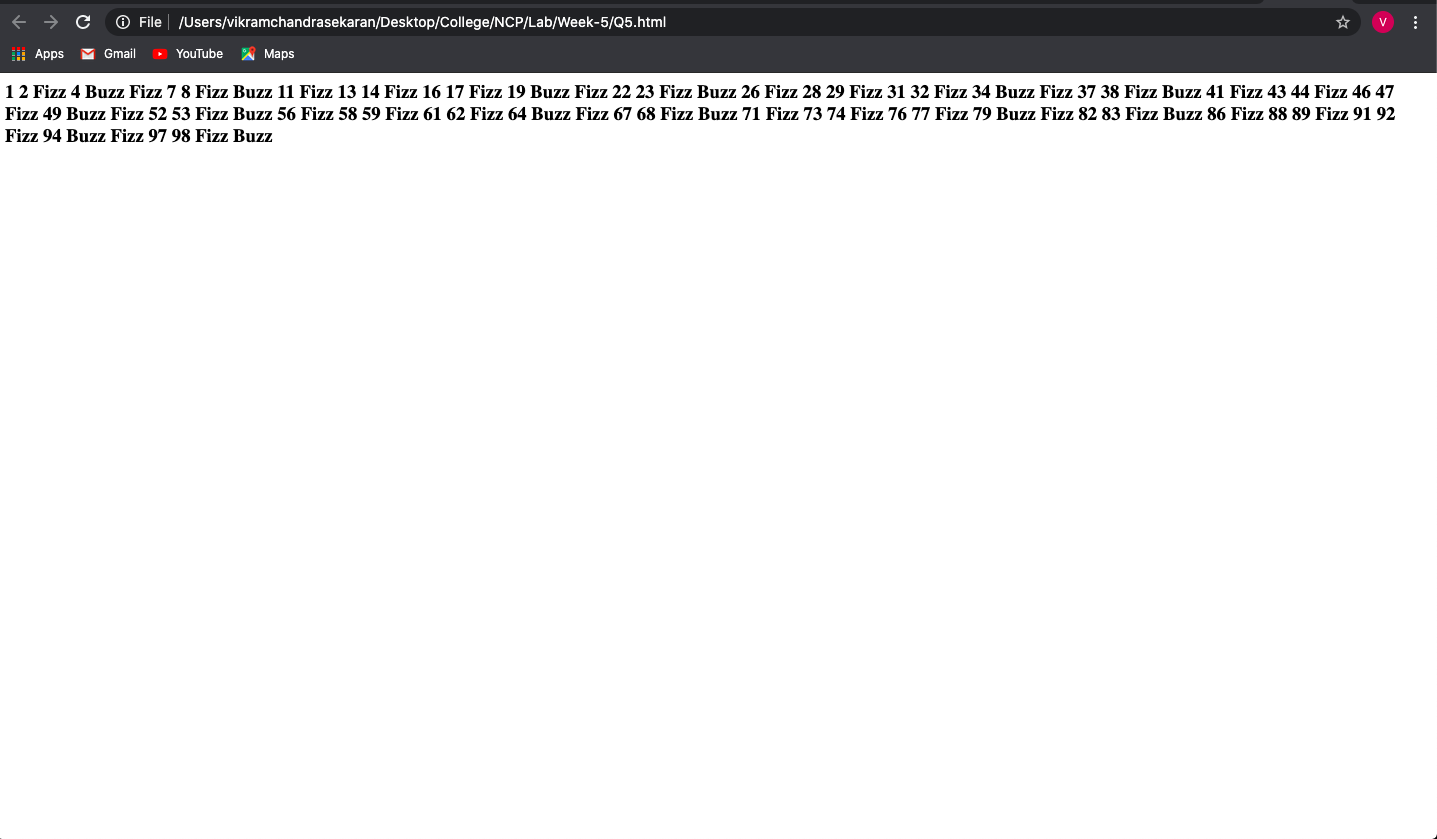 File /Users/vikramchandrasekaran/Desktop/College/NCP/Lab/Week-5/Q5.html V
Apps Gmail YouTube Maps
1 2 Fizz 4 Buzz Fizz 7 8 Fizz Buzz 11 Fizz 13 14 Fizz 16 17 Fizz 19 Buzz Fizz 22 23 Fizz Buzz 26 Fizz 28 29 Fizz 31 32 Fizz 34 Buzz Fizz 37 38 Fizz Buzz 41 Fizz 43 44 Fizz 46 47
Fizz 49 Buzz Fizz 52 53 Fizz Buzz 56 Fizz 58 59 Fizz 61 62 Fizz 64 Buzz Fizz 67 68 Fizz Buzz 71 Fizz 73 74 Fizz 76 77 Fizz 79 Buzz Fizz 82 83 Fizz Buzz 86 Fizz 88 89 Fizz 91 92
Fizz 94 Buzz Fizz 97 98 Fizz Buzz